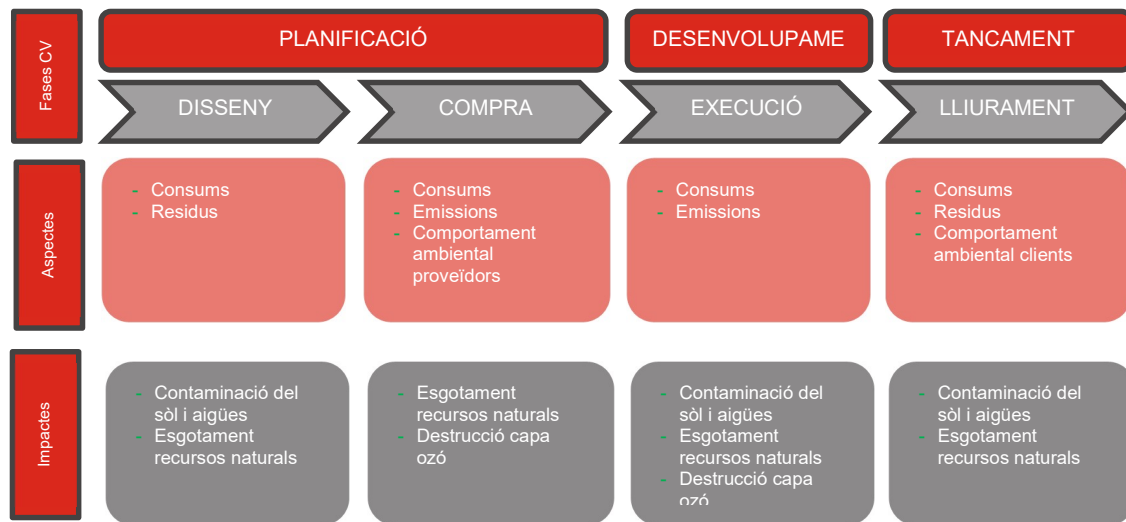 Fases CV
PLANIFICACIÓ
DESENVOLUPAME
TANCAMENT
DISSENY
COMPRA
EXECUCIÓ
LLIURAMENT
Aspectes
- Consums
- Residus
- Consums
- Emissions
- Comportament
ambiental
proveïdors
- Consums
- Emissions
- Consums
- Residus
- Comportament
ambiental clients
Impactes
- Contaminació del
sòl i aigües
- Esgotament
recursos naturals
- Esgotament
recursos naturals
- Destrucció capa
ozó
- Contaminació del
sòl i aigües
- Esgotament
recursos naturals
- Destrucció capa
ozó
- Contaminació del
sòl i aigües
- Esgotament
recursos naturals